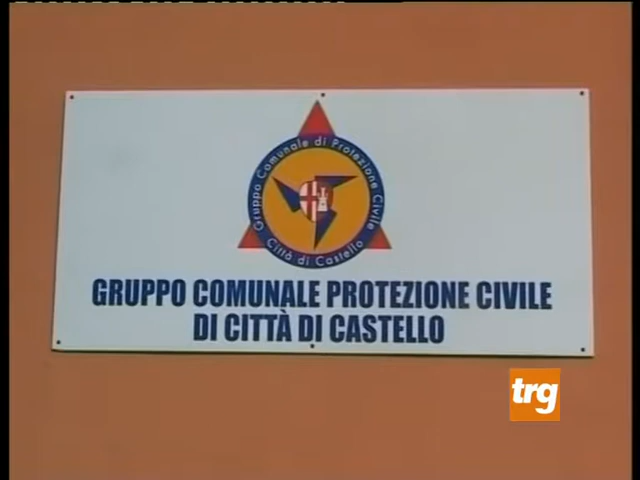 Gruppo Comunale di Protezione Civile
Città di Castello
GRUPPO COMUNALE PROTEZIONE CIVILE
DI CITTÀ DI CASTELLO
trg